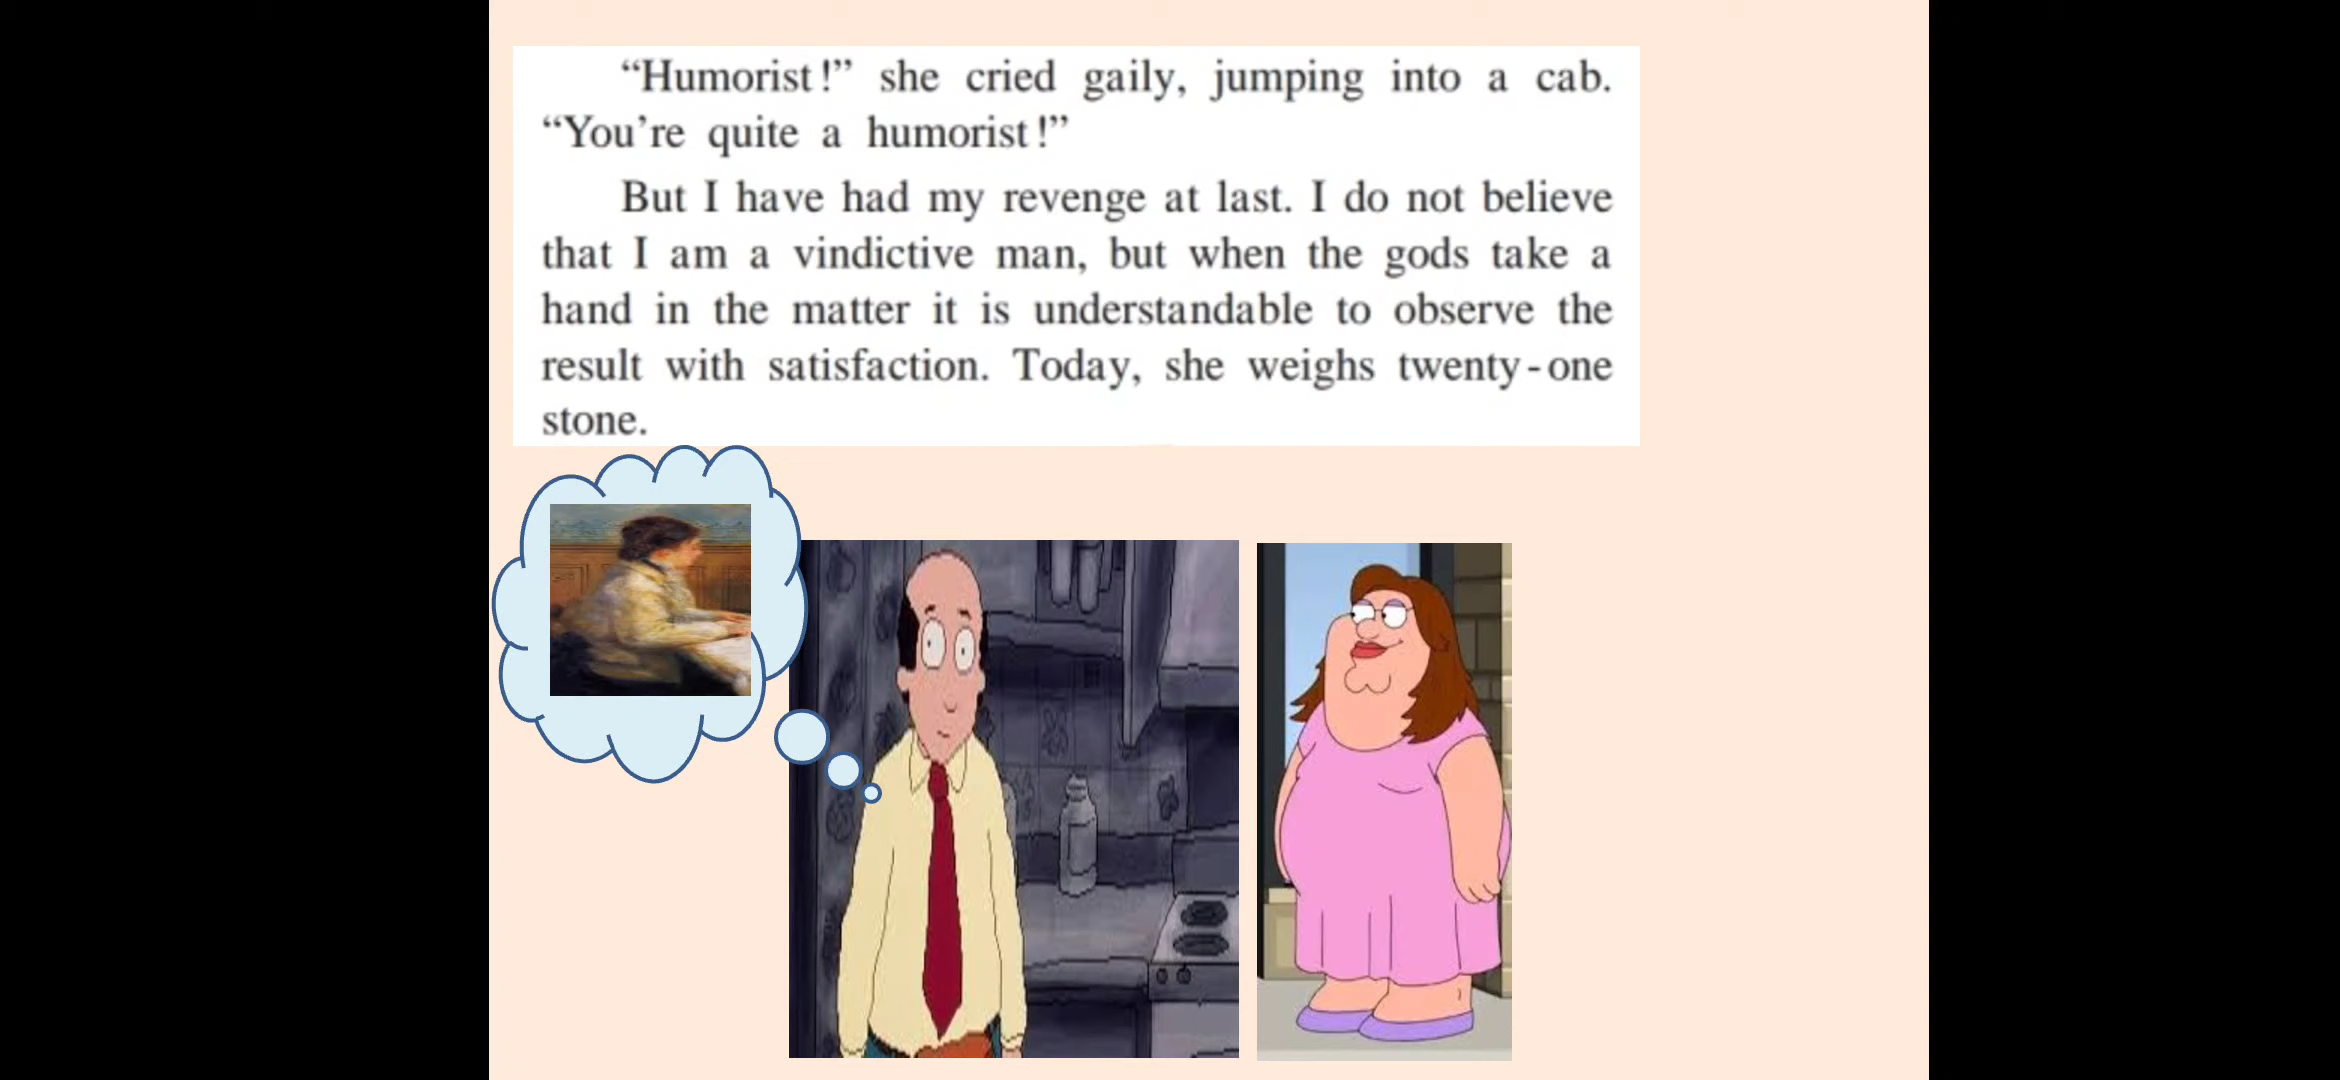 “Humorist!” she cried gaily, jumping into a cab.
“You’re quite a humorist!”
But I have had my revenge at last. I do not believe
that I am a vindictive man, but when the gods take a
hand in the matter it is understandable to observe the
result with satisfaction. Today, she weighs twenty-one
stone.